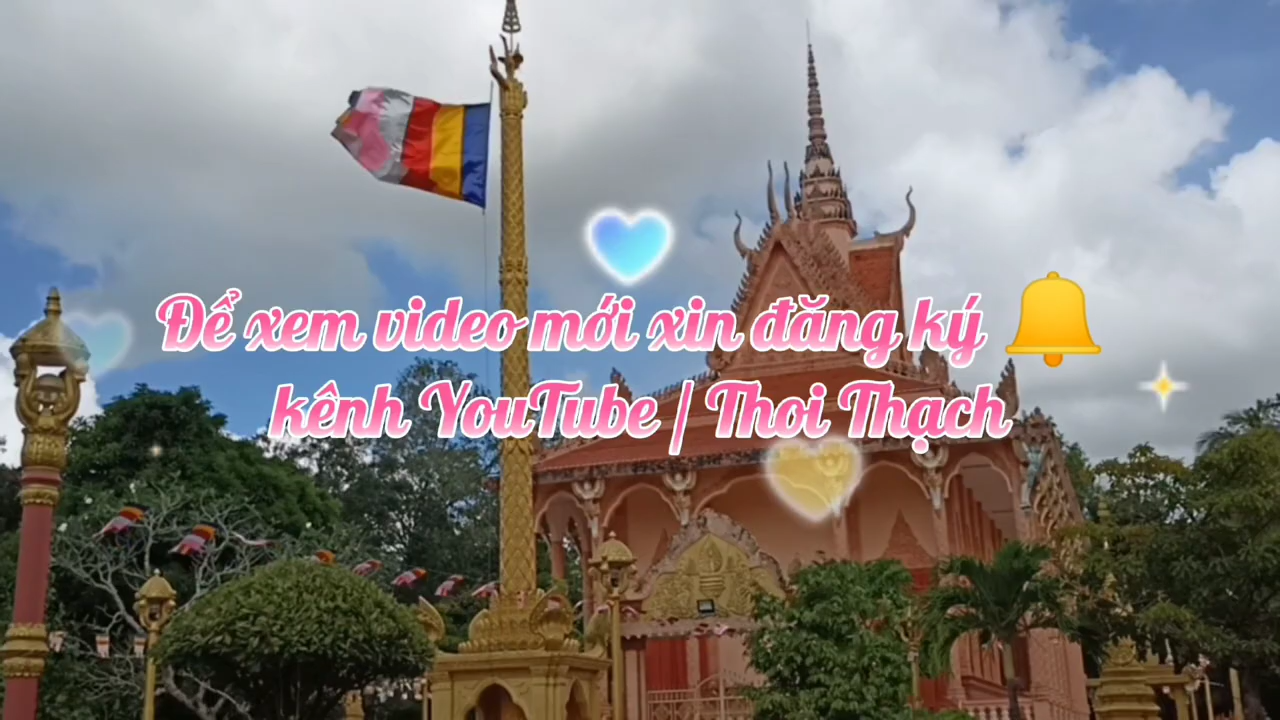 Để xem video mới xin đăng ký
kênh YouTube | Thoi Thạch